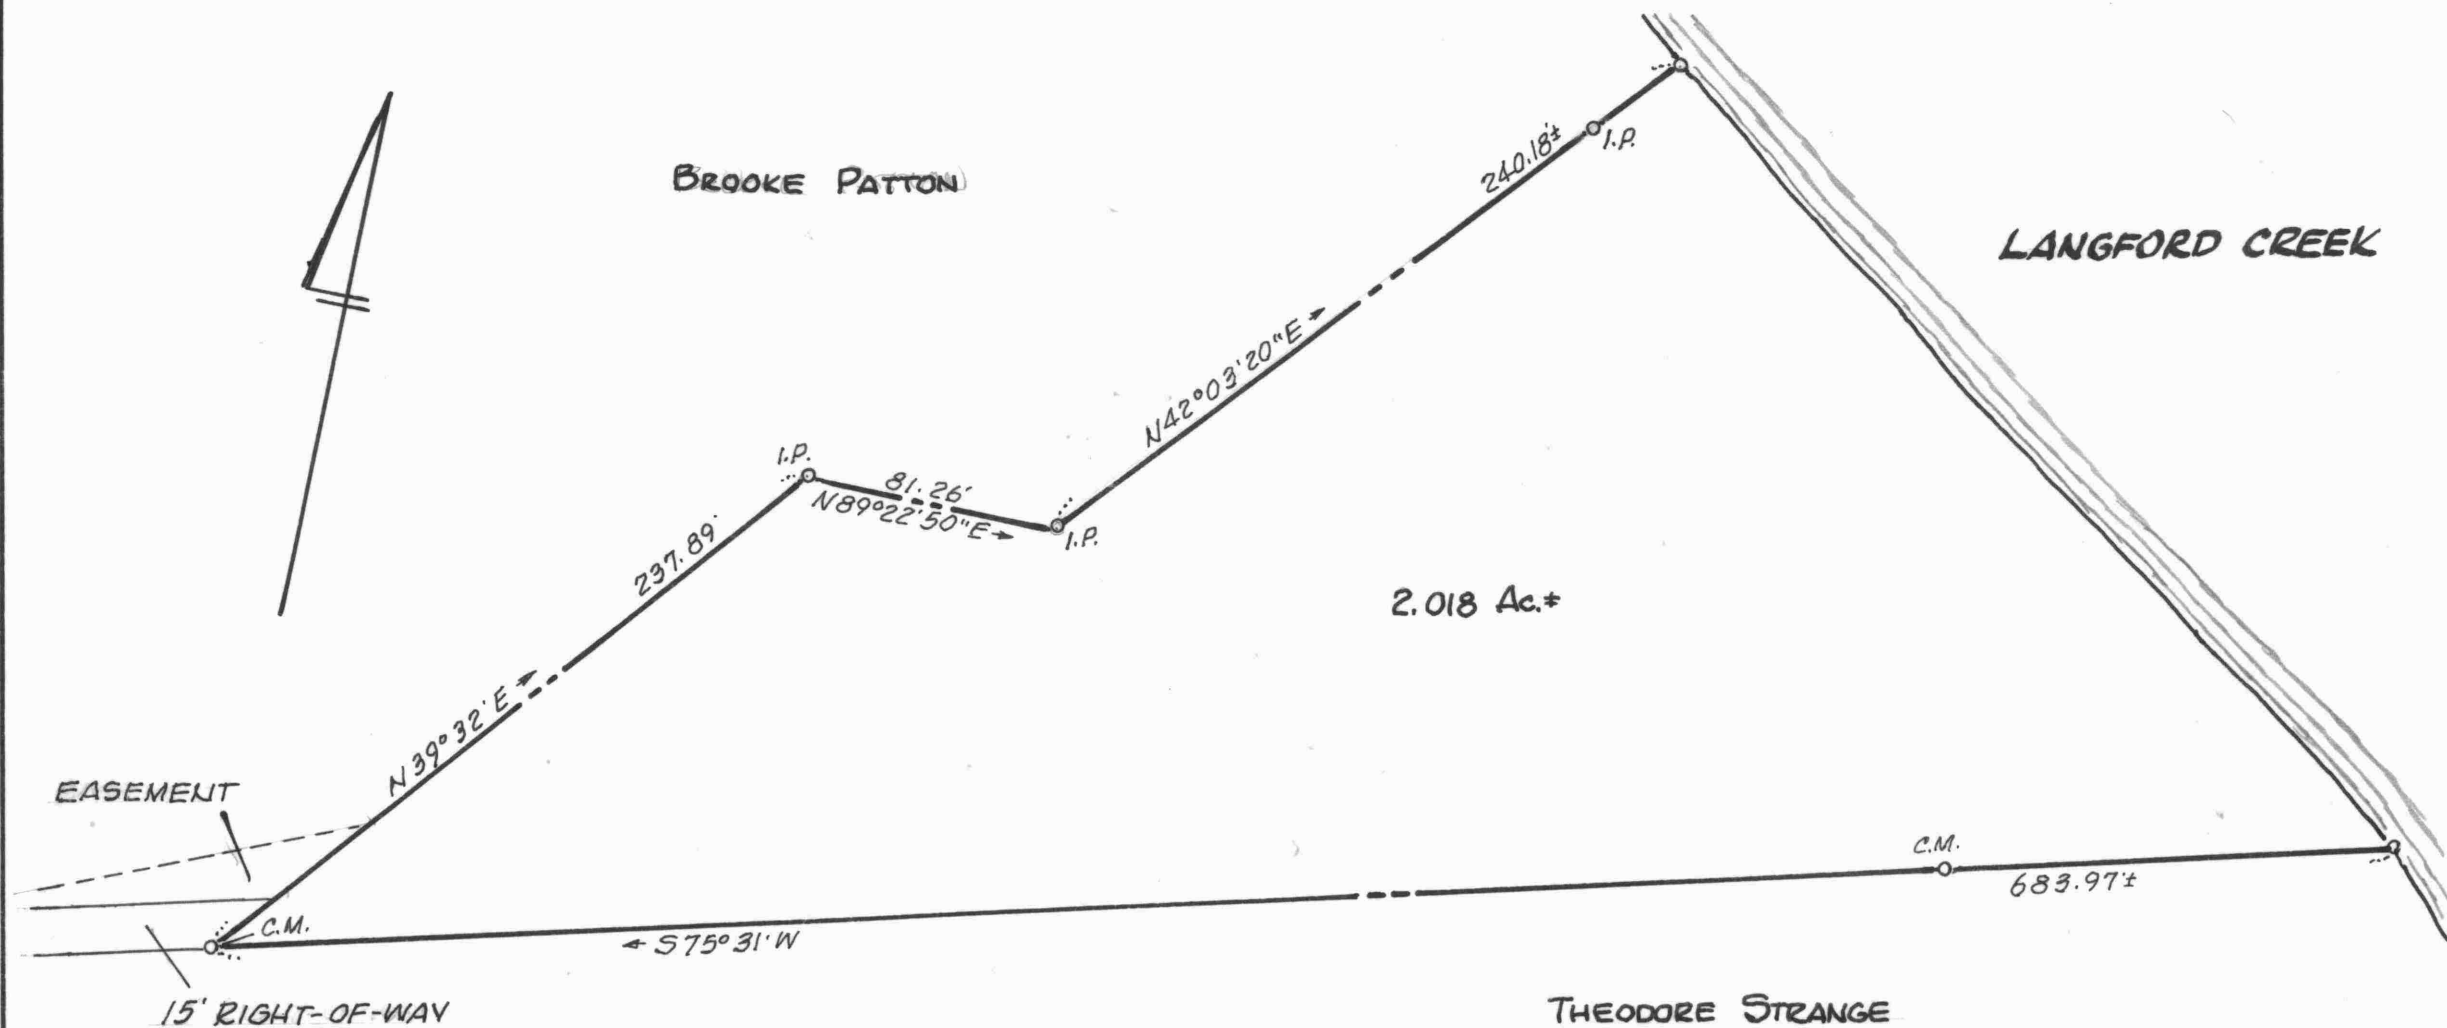 BROOKE PATTON
LANGFORD CREEK
240.18'±
I.P.
N42°03'20"E
I.P.
81.26'
N89°22'50"E
I.P.
237.89'
N39°32'E
2.018 Ac.±
EASEMENT
C.M.
S75°31'W
C.M.
683.97'±
15' RIGHT-OF-WAY
THEODORE STRANGE